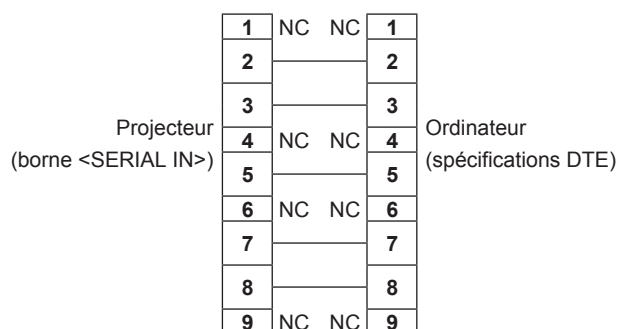 1 NC NC 1
2 2
3 3
Projecteur
(borne <SERIAL IN>)
4 NC NC 4
Ordinateur
(spécifications DTE)
5 5
6 NC NC 6
7 7
8 8
9 NC NC 9